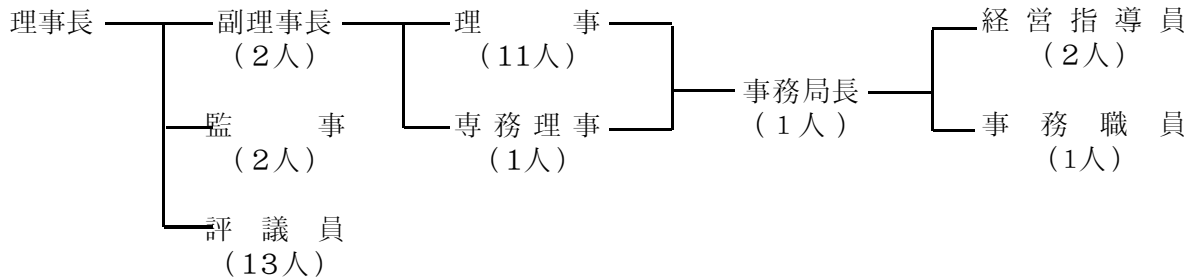 理事長 副理事長 理事 経営指導員
（2人） （11人） （2人）
事務局長
監事 専務理事 （1人） 事務職員
（2人） （1人） （1人）
評議員
（13人）